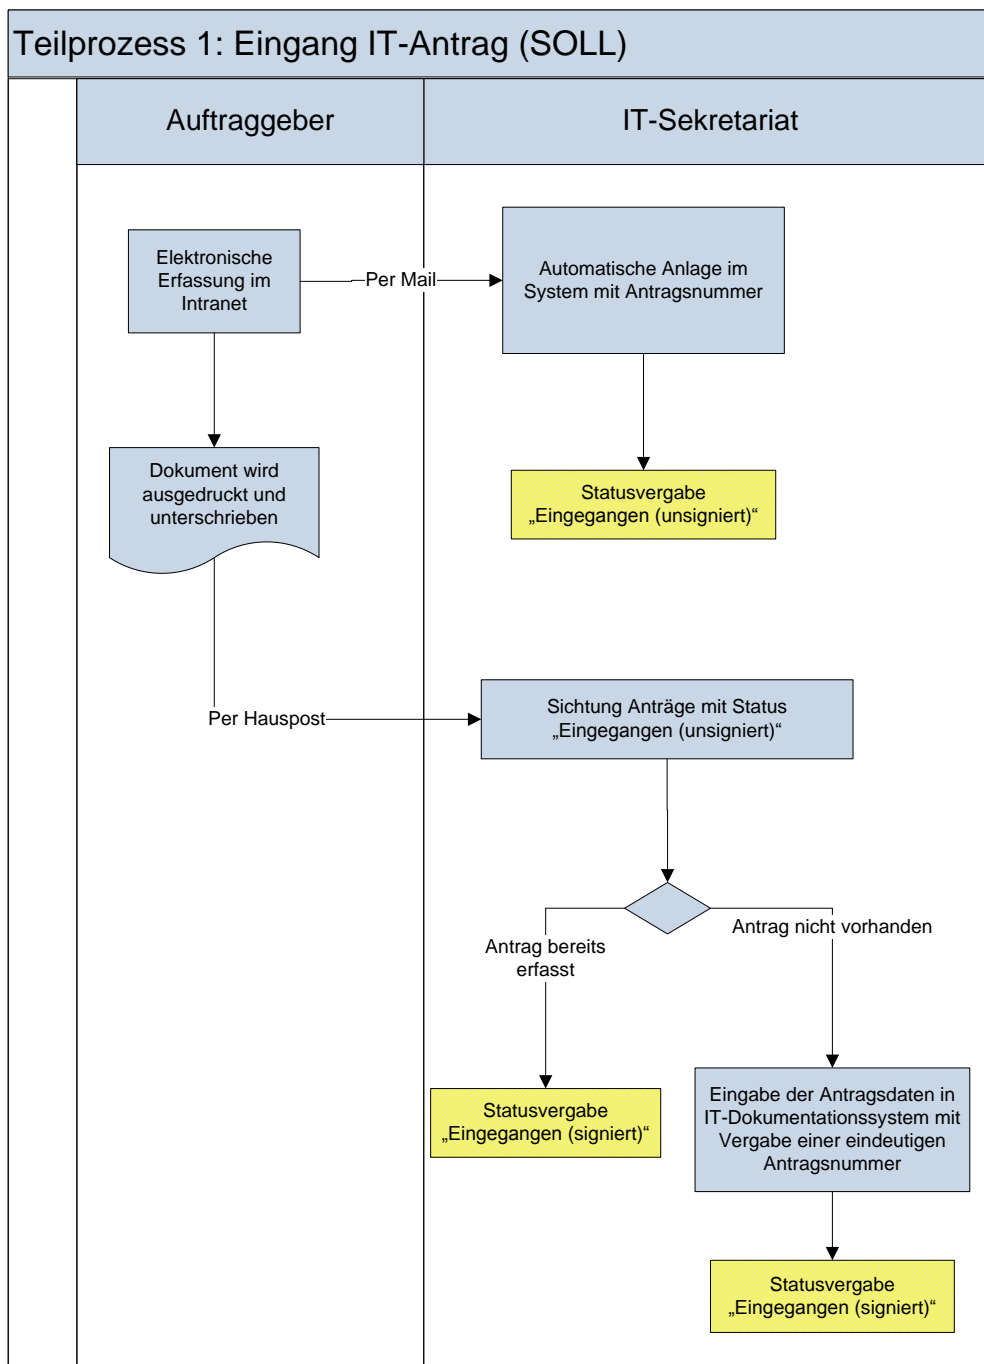 Teilprozess 1: Eingang IT-Antrag (SOLL)
Auftraggeber
IT-Sekretariat
Elektronische
Erfassung im
Intranet
Per Mail
Automatische Anlage im
System mit Antragsnummer
Dokument wird
ausgedruckt und
unterschrieben
Statusvergabe
„Eingegangen (unsigniert)“
Per Hauspost
Sichtung Anträge mit Status
„Eingegangen (unsigniert)“
Antrag bereits
erfasst
Antrag nicht vorhanden
Statusvergabe
„Eingegangen (signiert)“
Eingabe der Antragsdaten in
IT-Dokumentationssystem mit
Vergabe einer eindeutigen
Antragsnummer
Statusvergabe
„Eingegangen (signiert)“